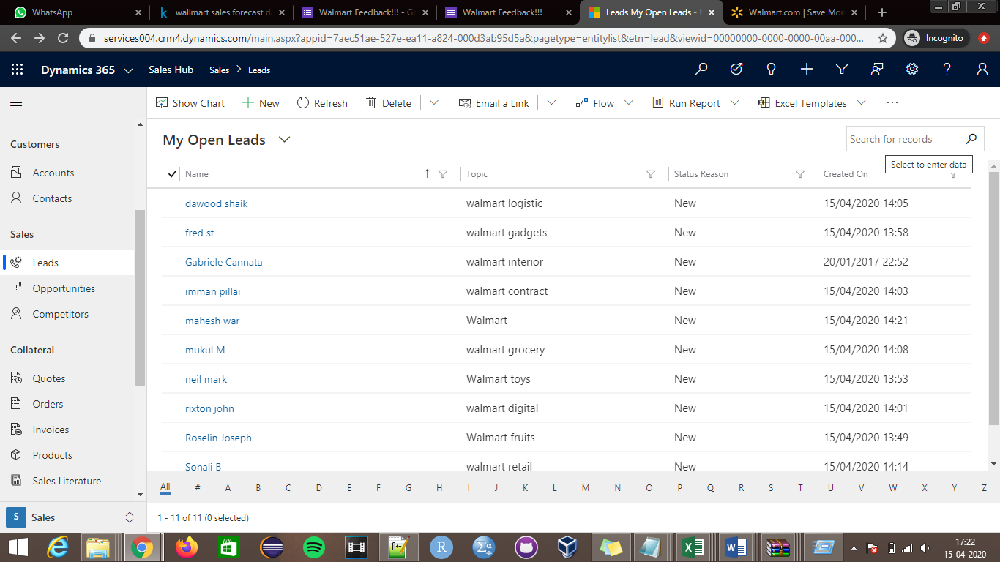 WhatsApp
wallmart sales forecast d
Walmart Feedback!!! - Go
Walmart Feedback!!!
Leads My Open Leads -
Walmart.com | Save Mon
services004.crm4.dynamics.com/main.aspx?appid=7aec51ae-527e-ea11-a824-000d3ab95d5a&pagetype=entitylist&etn=lead&viewid=00000000-0000-0000-00aa-000...
Incognito
Dynamics 365 Sales Hub Sales > Leads
Show Chart New Refresh Delete Email a Link Flow Run Report Excel Templates ...
Customers
Accounts
Contacts
Sales
Leads
Opportunities
Competitors
Collateral
Quotes
Orders
Invoices
Products
Sales Literature
S Sales
My Open Leads
Search for records
Select to enter data
Name Topic Status Reason Created On
dawood shaik walmart logistic New 15/04/2020 14:05
fred st walmart gadgets New 15/04/2020 13:58
Gabriele Cannata walmart interior New 20/01/2017 22:52
imman pillai walmart contract New 15/04/2020 14:03
mahesh war Walmart New 15/04/2020 14:21
mukul M walmart grocery New 15/04/2020 14:08
neil mark Walmart toys New 15/04/2020 13:53
rixton john walmart digital New 15/04/2020 14:01
Roselin Joseph Walmart fruits New 15/04/2020 13:49
Sonali B walmart retail New 15/04/2020 14:14
All # A B C D E F G H I J K L M N O P Q R S T U V W X Y Z
1 - 11 of 11 (0 selected)
17:22
15-04-2020